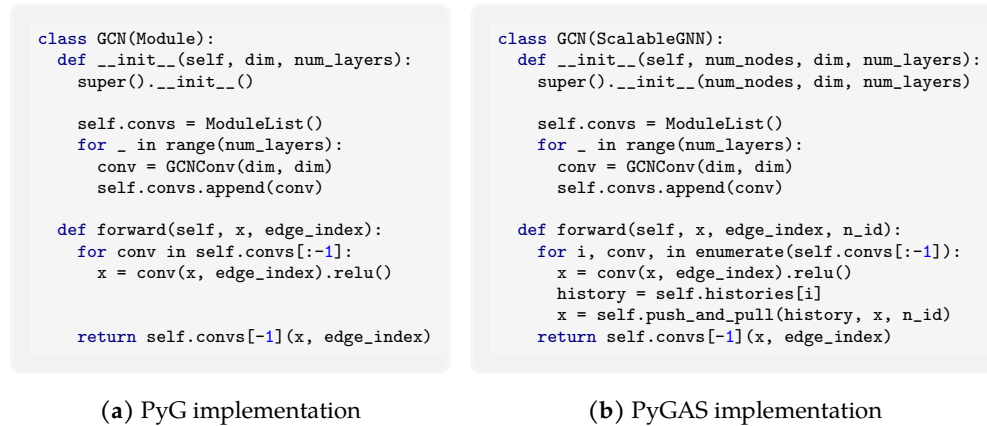 class GCN(Module):
  def __init__(self, dim, num_layers):
    super().__init__()

    self.convs = ModuleList()
    for _ in range(num_layers):
      conv = GCNConv(dim, dim)
      self.convs.append(conv)

  def forward(self, x, edge_index):
    for conv in self.convs[:-1]:
      x = conv(x, edge_index).relu()

    return self.convs[-1](x, edge_index)
(a) PyG implementation
class GCN(ScalableGNN):
  def __init__(self, num_nodes, dim, num_layers):
    super().__init__(num_nodes, dim, num_layers)

    self.convs = ModuleList()
    for _ in range(num_layers):
      conv = GCNConv(dim, dim)
      self.convs.append(conv)

  def forward(self, x, edge_index, n_id):
    for i, conv, in enumerate(self.convs[:-1]):
      x = conv(x, edge_index).relu()
      history = self.histories[i]
      x = self.push_and_pull(history, x, n_id)
    return self.convs[-1](x, edge_index)
(b) PyGAS implementation